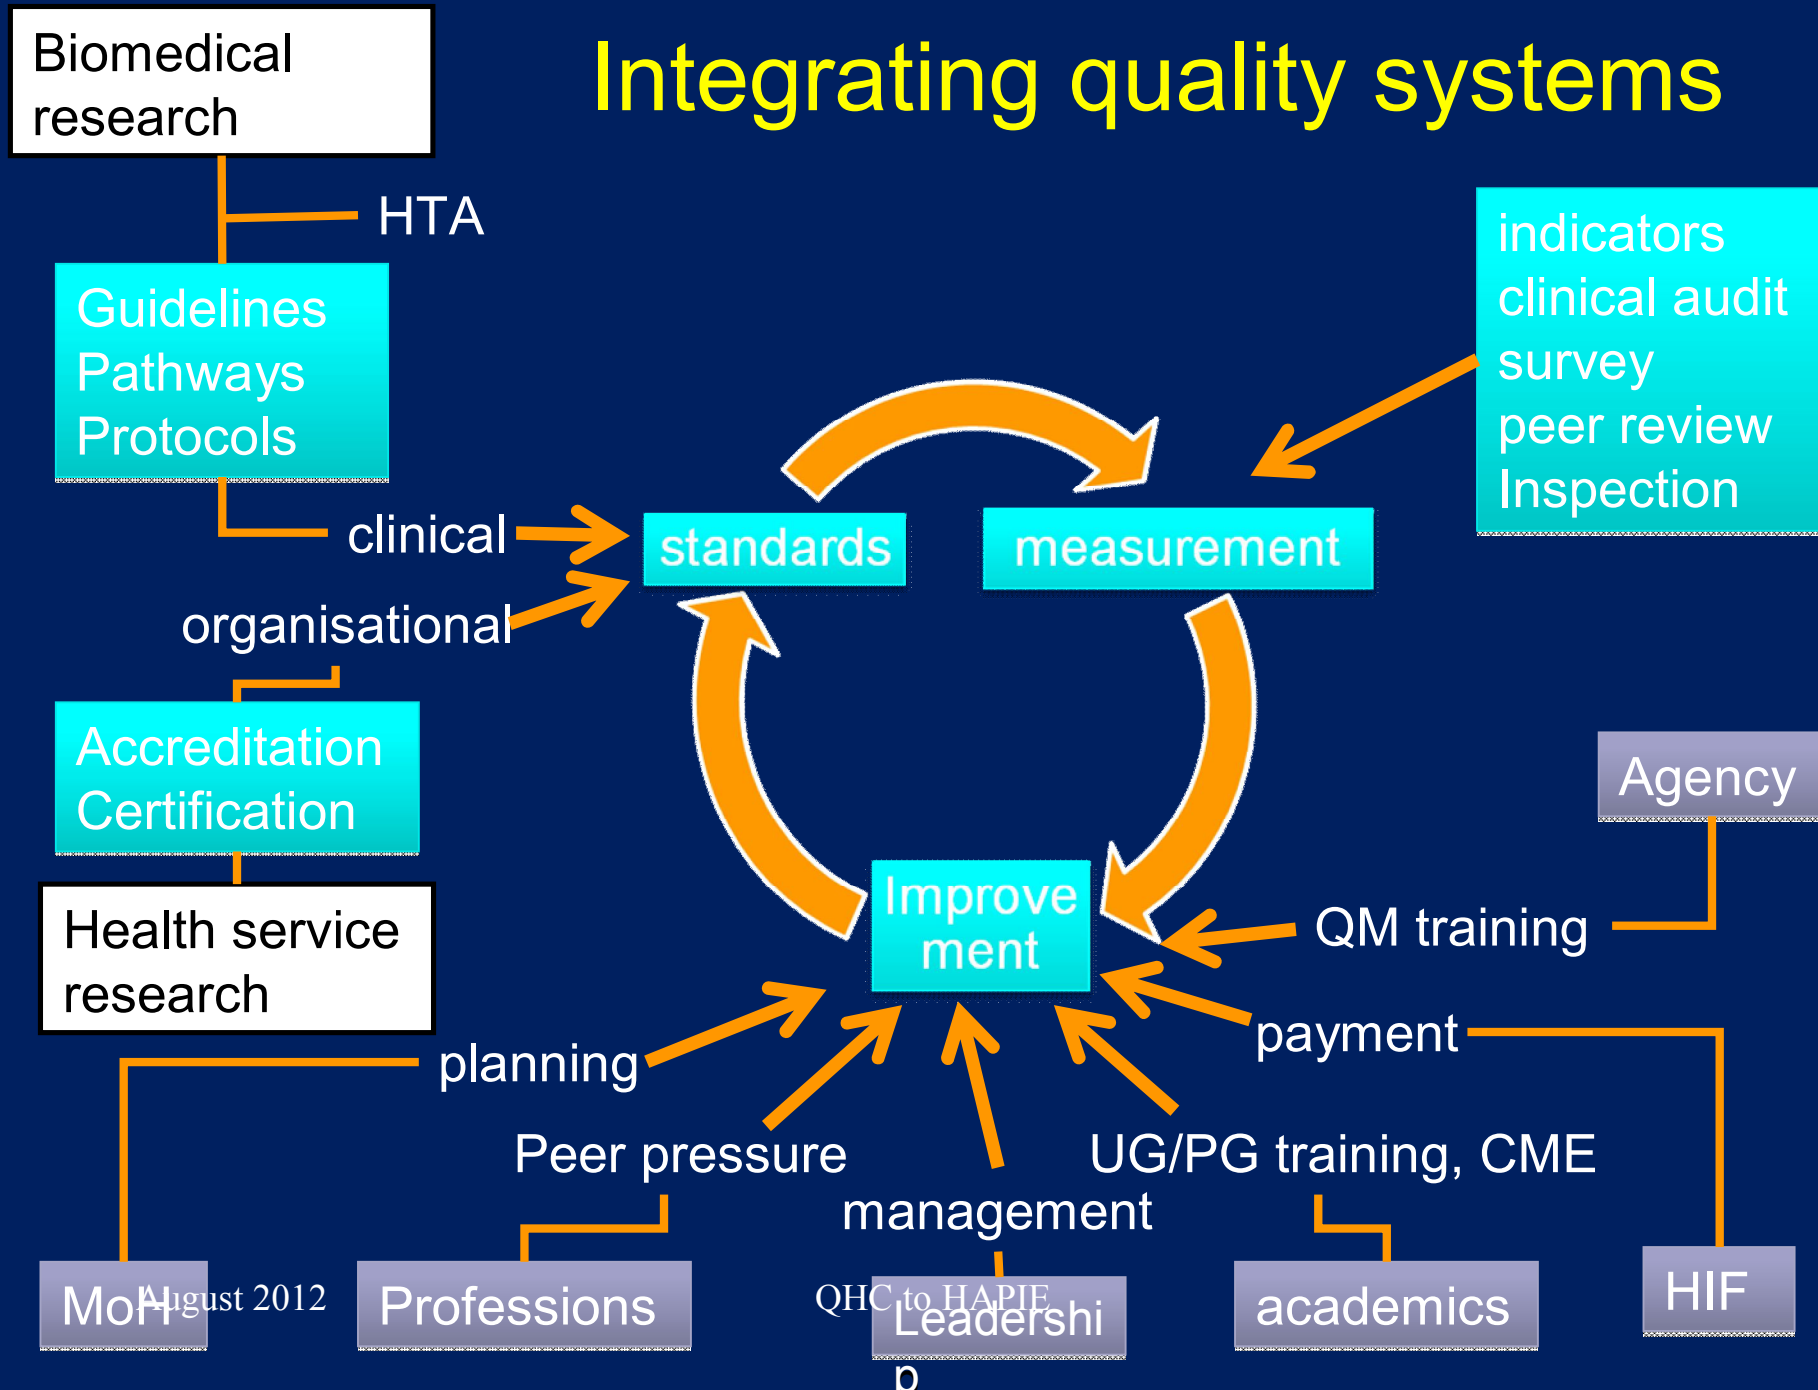 Biomedical
research
Integrating quality systems
HTA
Guidelines
Pathways
Protocols
indicators
clinical audit
survey
peer review
Inspection
clinical
standards
measurement
organisational
Accreditation
Certification
Agency
Improve
ment
Health service
research
QM training
planning
payment
Peer pressure
UG/PG training, CME
management
MoH
August 2012
Professions
QHC to HAPIE
Leadershi
p
academics
HIF